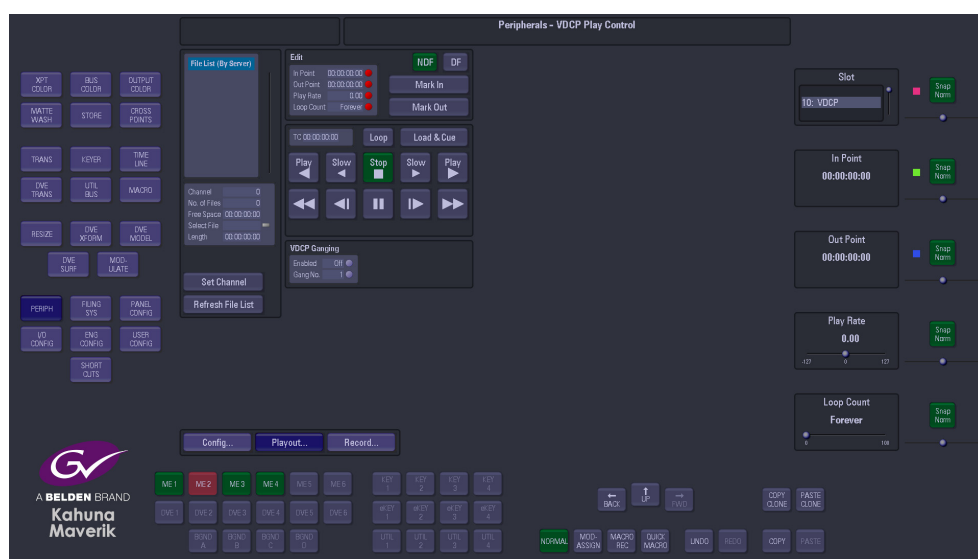 Peripherals - VDCP Play Control
XPT
COLOR
BUS
COLOR
OUTPUT
COLOR
MATTE
WASH
STORE
CROSS
POINTS
TRANS
KEYER
TIME
LINE
DVE
TRANS
UTIL
BUS
MACRO
RESIZE
DVE
XFORM
DVE
MODEL
DVE
SURF
MOD-
ULATE
PERIPH
FILING
SYS
PANEL
CONFIG
I/O
CONFIG
ENG
CONFIG
USER
CONFIG
SHORT
CUTS
File List (By Server)
Channel 0
No. of Files 0
Free Space 00:00:00:00
Select File
Length 00:00:00:00
Set Channel
Refresh File List
Edit
In Point 00:00:00:00
Out Point 00:00:00:00
Play Rate 0.00
Loop Count Forever
NDF
DF
Mark In
Mark Out
TC 00:00:00:00
Loop
Load & Cue
Play
Slow
Stop
Slow
Play
VDCP Ganging
Enabled Off
Gang No. 1
Slot
10: VDCP
Snap
Norm
In Point
00:00:00:00
Snap
Norm
Out Point
00:00:00:00
Snap
Norm
Play Rate
0.00
-127 0 127
Snap
Norm
Loop Count
Forever
0 100
Snap
Norm
Config...
Playout...
Record...
GV
A BELDEN BRAND
Kahuna
Maverik
ME 1
ME 2
ME 3
ME 4
ME 5
ME 6
DVE 1
DVE 2
DVE 3
DVE 4
DVE 5
DVE 6
BGND
A
BGND
B
BGND
C
BGND
D
KEY
1
KEY
2
KEY
3
KEY
4
eKEY
1
eKEY
2
eKEY
3
eKEY
4
UTIL
1
UTIL
2
UTIL
3
UTIL
4
BACK
UP
FWD
COPY
CLONE
PASTE
CLONE
NORMAL
MOD-
ASSIGN
MACRO
REC
QUICK
MACRO
UNDO
REDO
COPY
PASTE